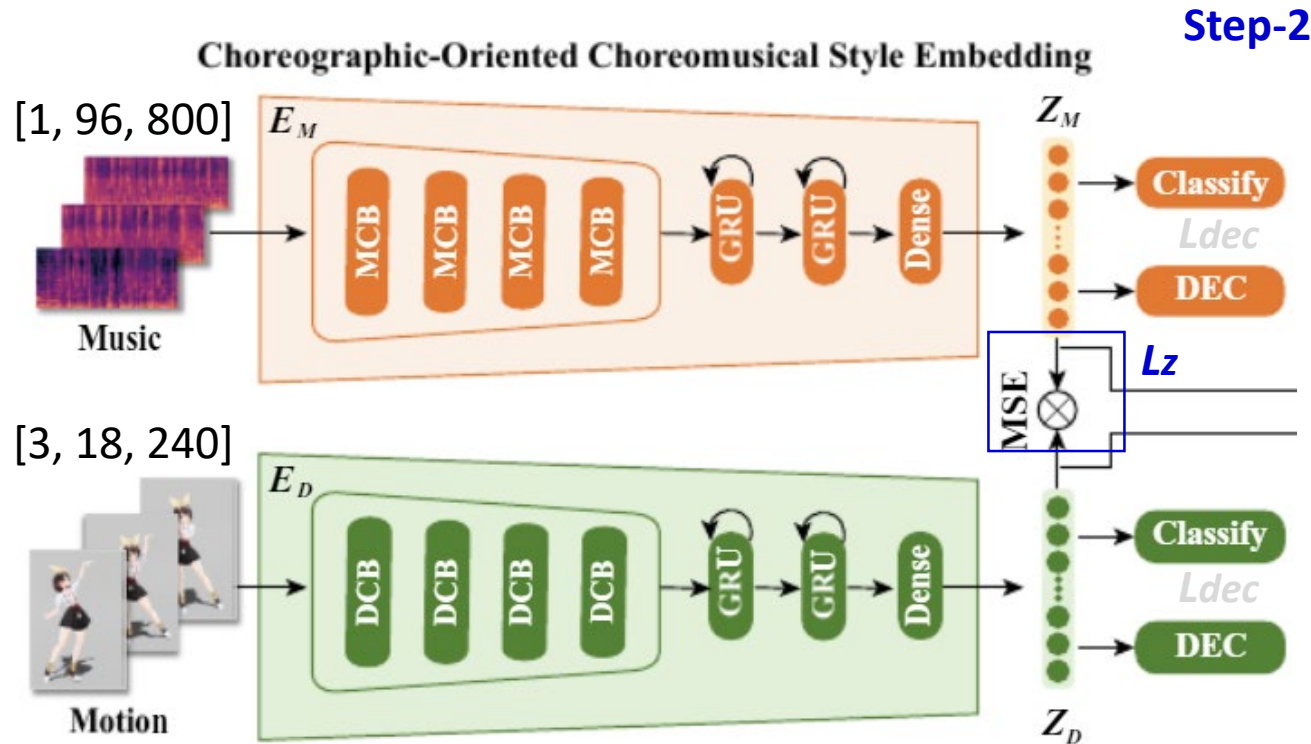 Step-2
Choreographic-Oriented Choreomusical Style Embedding
[1, 96, 800]
E_M
Z_M
MCB
MCB
MCB
MCB
GRU
GRU
Dense
Classify
Ldec
DEC
Music
MSE
Lz
[3, 18, 240]
E_D
DCB
DCB
DCB
DCB
GRU
GRU
Dense
Classify
Ldec
DEC
Motion
Z_D